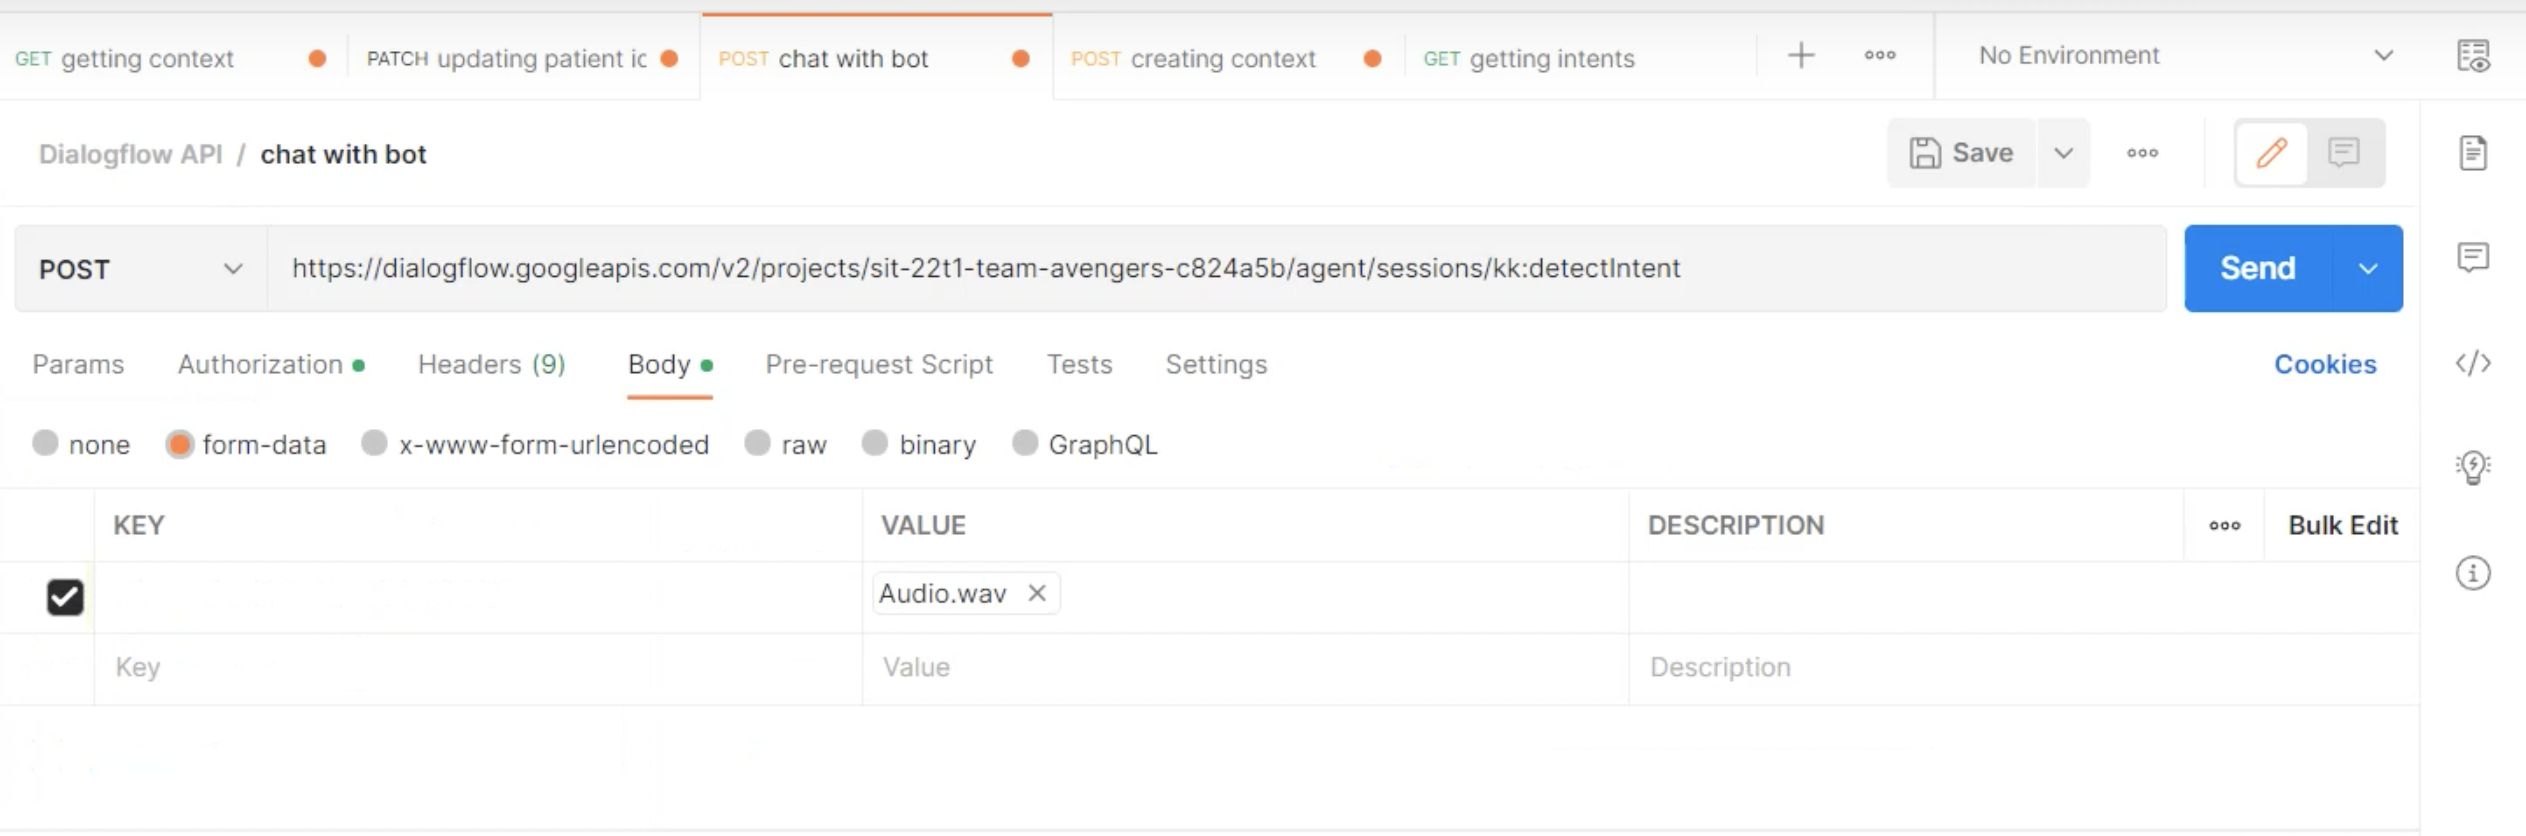 GET getting context PATCH updating patient ic POST chat with bot POST creating context GET getting intents No Environment
Dialogflow API / chat with bot Save
POST https://dialogflow.googleapis.com/v2/projects/sit-22t1-team-avengers-c824a5b/agent/sessions/kk:detectIntent Send
Params Authorization Headers (9) Body Pre-request Script Tests Settings Cookies
none form-data x-www-form-urlencoded raw binary GraphQL
KEY VALUE DESCRIPTION Bulk Edit
Audio.wav
Key Value Description